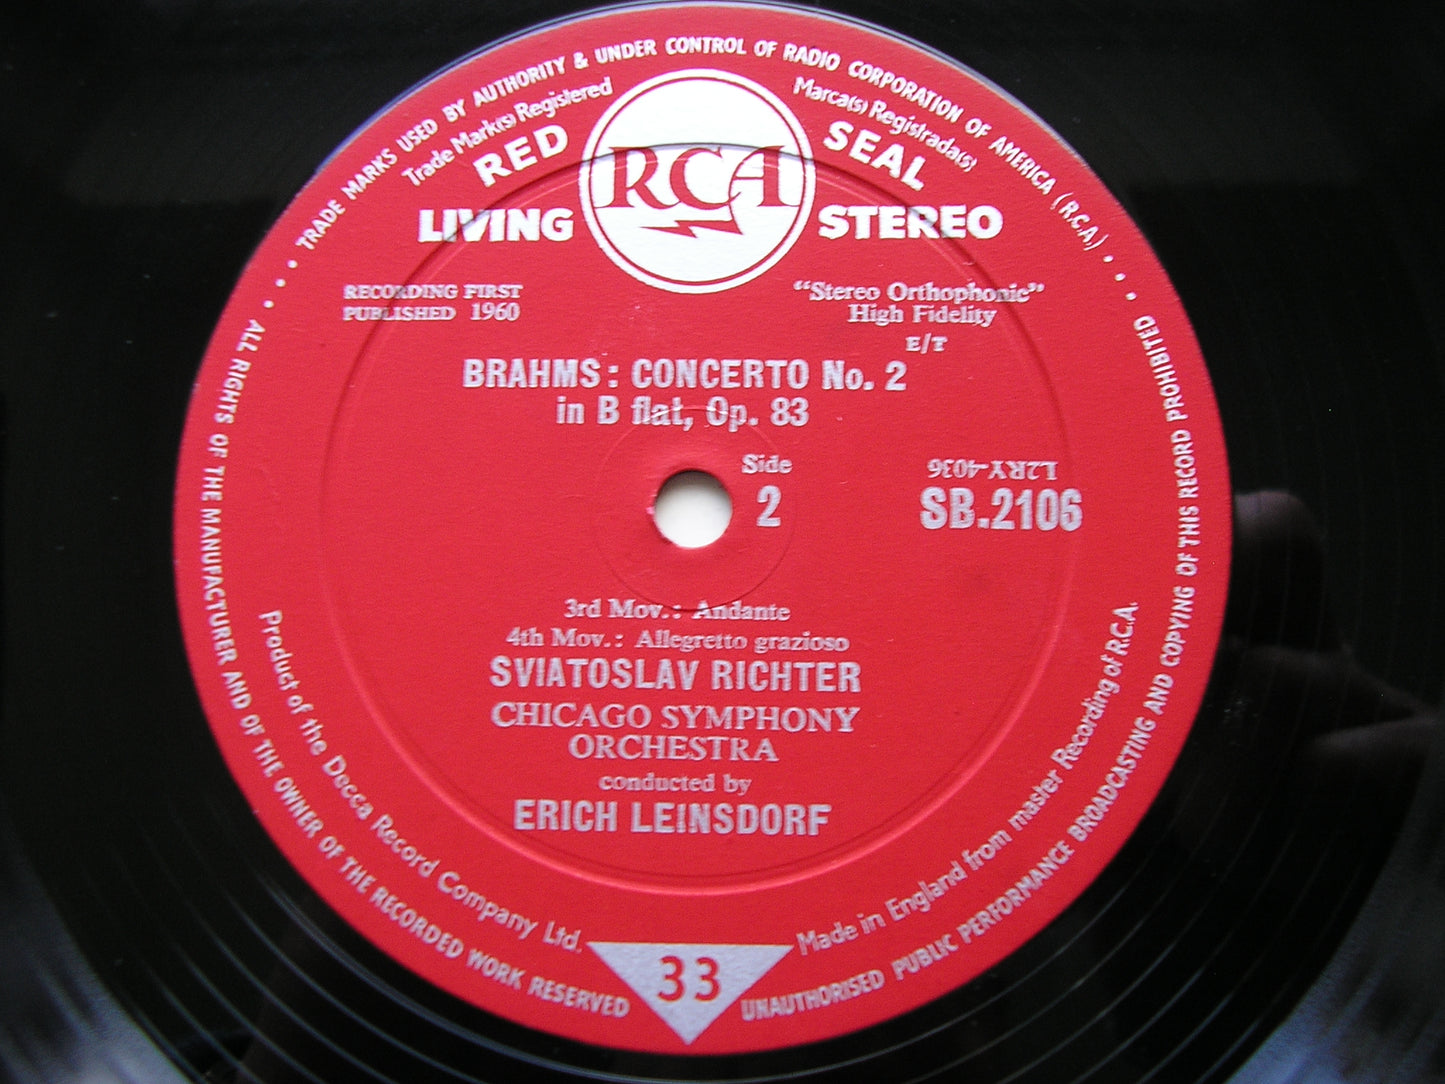 TRADE MARKS USED BY AUTHORITY & UNDER CONTROL OF RADIO CORPORATION OF AMERICA (R.C.A.)
Trade Mark(s) Registered
Marca(s) Registrada(s)
RED SEAL
RCA
LIVING STEREO
RECORDING FIRST
PUBLISHED 1960
"Stereo Orthophonic"
High Fidelity
E/T
BRAHMS: CONCERTO No. 2
in B flat, Op. 83
Side
2
L2RY-4036
SB.2106
3rd Mov.: Andante
4th Mov.: Allegretto grazioso
SVIATOSLAV RICHTER
CHICAGO SYMPHONY
ORCHESTRA
conducted by
ERICH LEINSDORF
Product of the Decca Record Company Ltd.
Made in England from master Recording of R.C.A.
33
ALL RIGHTS OF THE MANUFACTURER AND OF THE OWNER OF THE RECORDED WORK RESERVED
UNAUTHORISED PUBLIC PERFORMANCE BROADCASTING AND COPYING OF THIS RECORD PROHIBITED